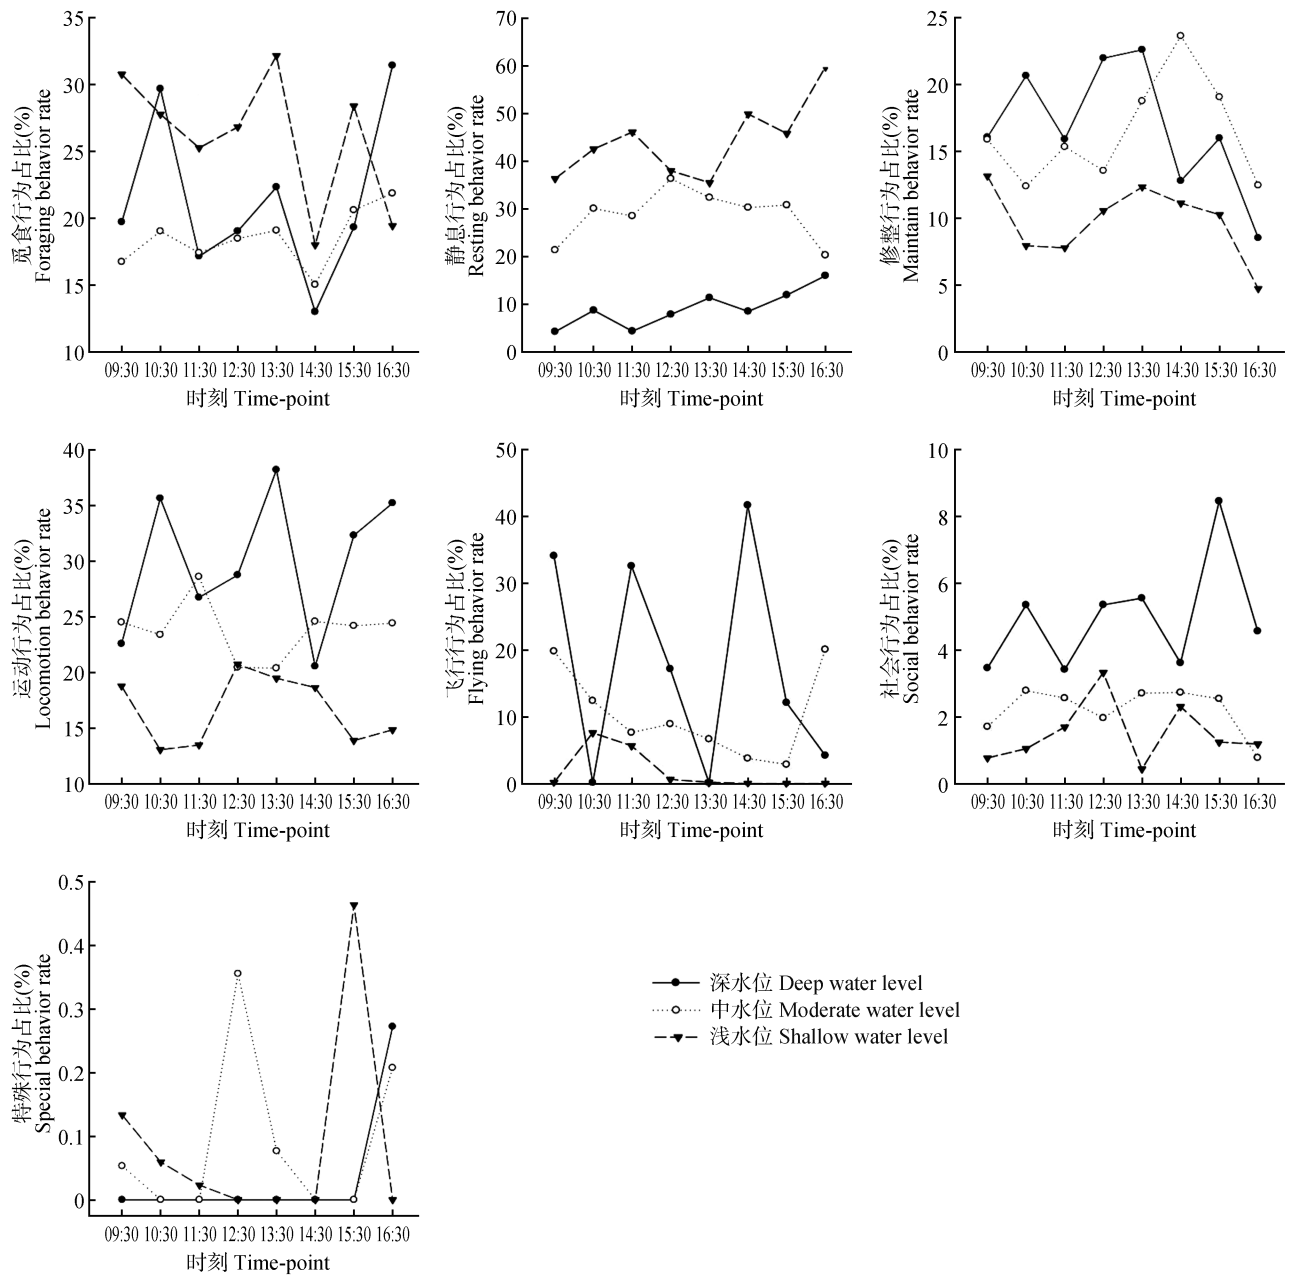 35
30
25
20
15
10
觅食行为占比(%)
Foraging behavior rate
09:30 10:30 11:30 12:30 13:30 14:30 15:30 16:30
时刻 Time-point
70
60
50
40
30
20
10
0
静息行为占比(%)
Resting behavior rate
09:30 10:30 11:30 12:30 13:30 14:30 15:30 16:30
时刻 Time-point
25
20
15
10
5
0
修整行为占比(%)
Maintain behavior rate
09:30 10:30 11:30 12:30 13:30 14:30 15:30 16:30
时刻 Time-point
40
35
30
25
20
15
10
运动行为占比(%)
Locomotion behavior rate
09:30 10:30 11:30 12:30 13:30 14:30 15:30 16:30
时刻 Time-point
50
40
30
20
10
0
飞行行为占比(%)
Flying behavior rate
09:30 10:30 11:30 12:30 13:30 14:30 15:30 16:30
时刻 Time-point
10
8
6
4
2
0
社会行为占比(%)
Social behavior rate
09:30 10:30 11:30 12:30 13:30 14:30 15:30 16:30
时刻 Time-point
0.5
0.4
0.3
0.2
0.1
0
特殊行为占比(%)
Special behavior rate
09:30 10:30 11:30 12:30 13:30 14:30 15:30 16:30
时刻 Time-point
深水位 Deep water level
中水位 Moderate water level
浅水位 Shallow water level